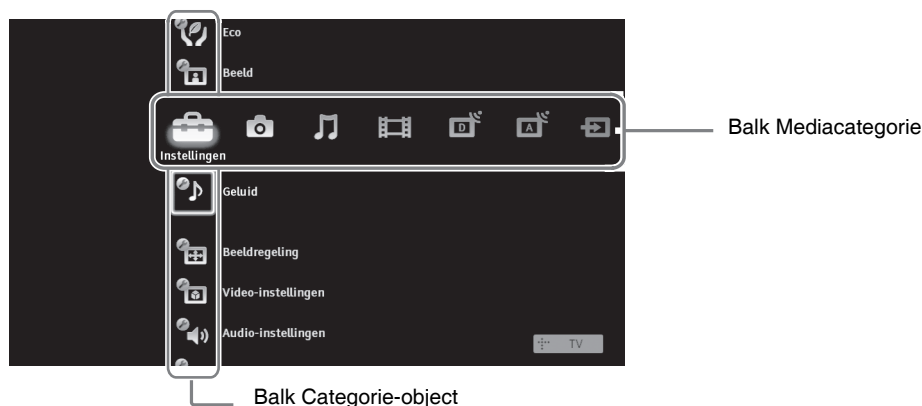 Eco
Beeld
Balk Mediacategorie
D
A
Instellingen
Geluid
Beeldregeling
Video-instellingen
Audio-instellingen
TV
Balk Categorie-object